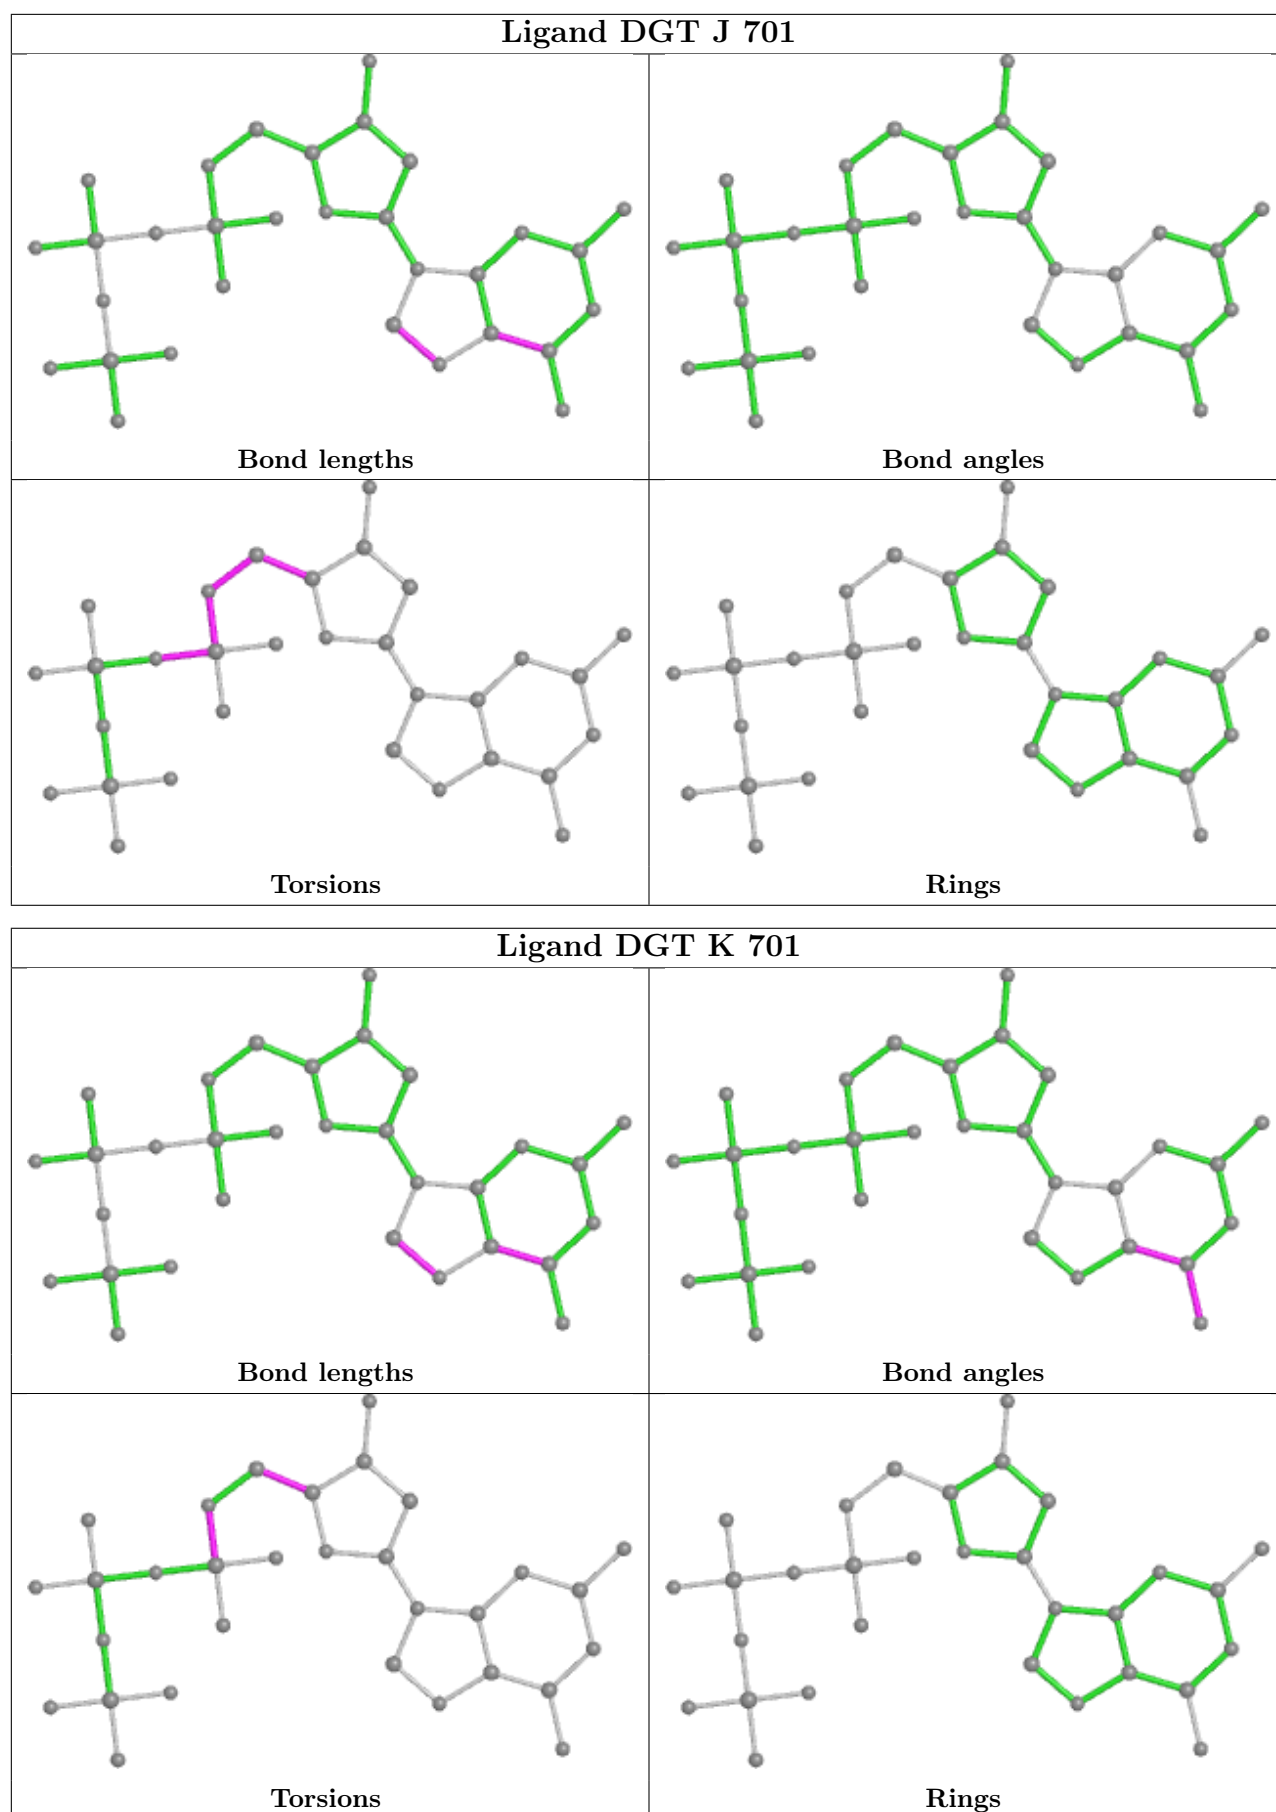 Ligand DGT J 701
Bond lengths
Bond angles
Torsions
Rings
Ligand DGT K 701
Bond lengths
Bond angles
Torsions
Rings